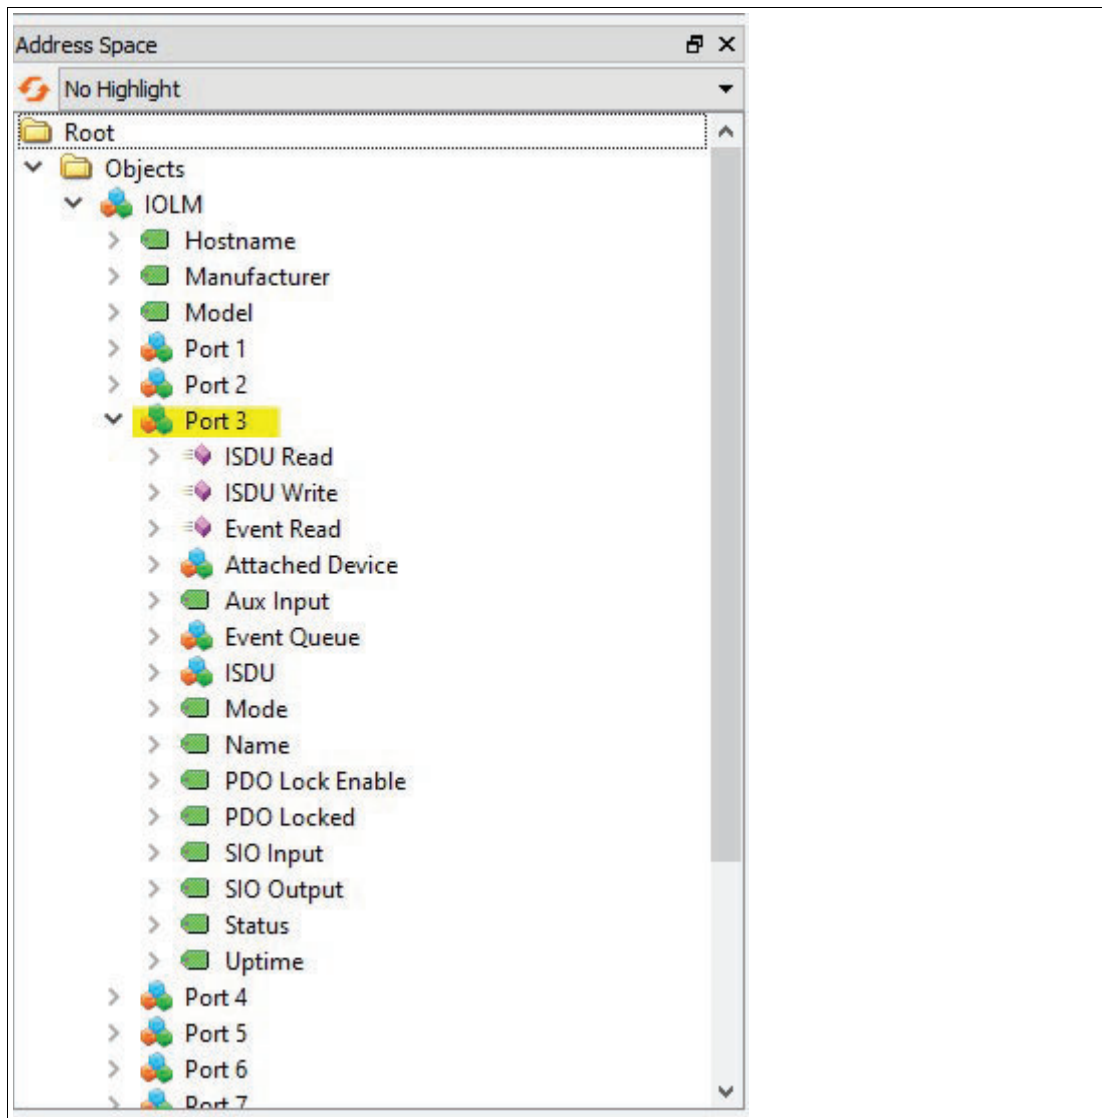 Address Space
No Highlight
Root
Objects
IOLM
Hostname
Manufacturer
Model
Port 1
Port 2
Port 3
ISDU Read
ISDU Write
Event Read
Attached Device
Aux Input
Event Queue
ISDU
Mode
Name
PDO Lock Enable
PDO Locked
SIO Input
SIO Output
Status
Uptime
Port 4
Port 5
Port 6
Port 7